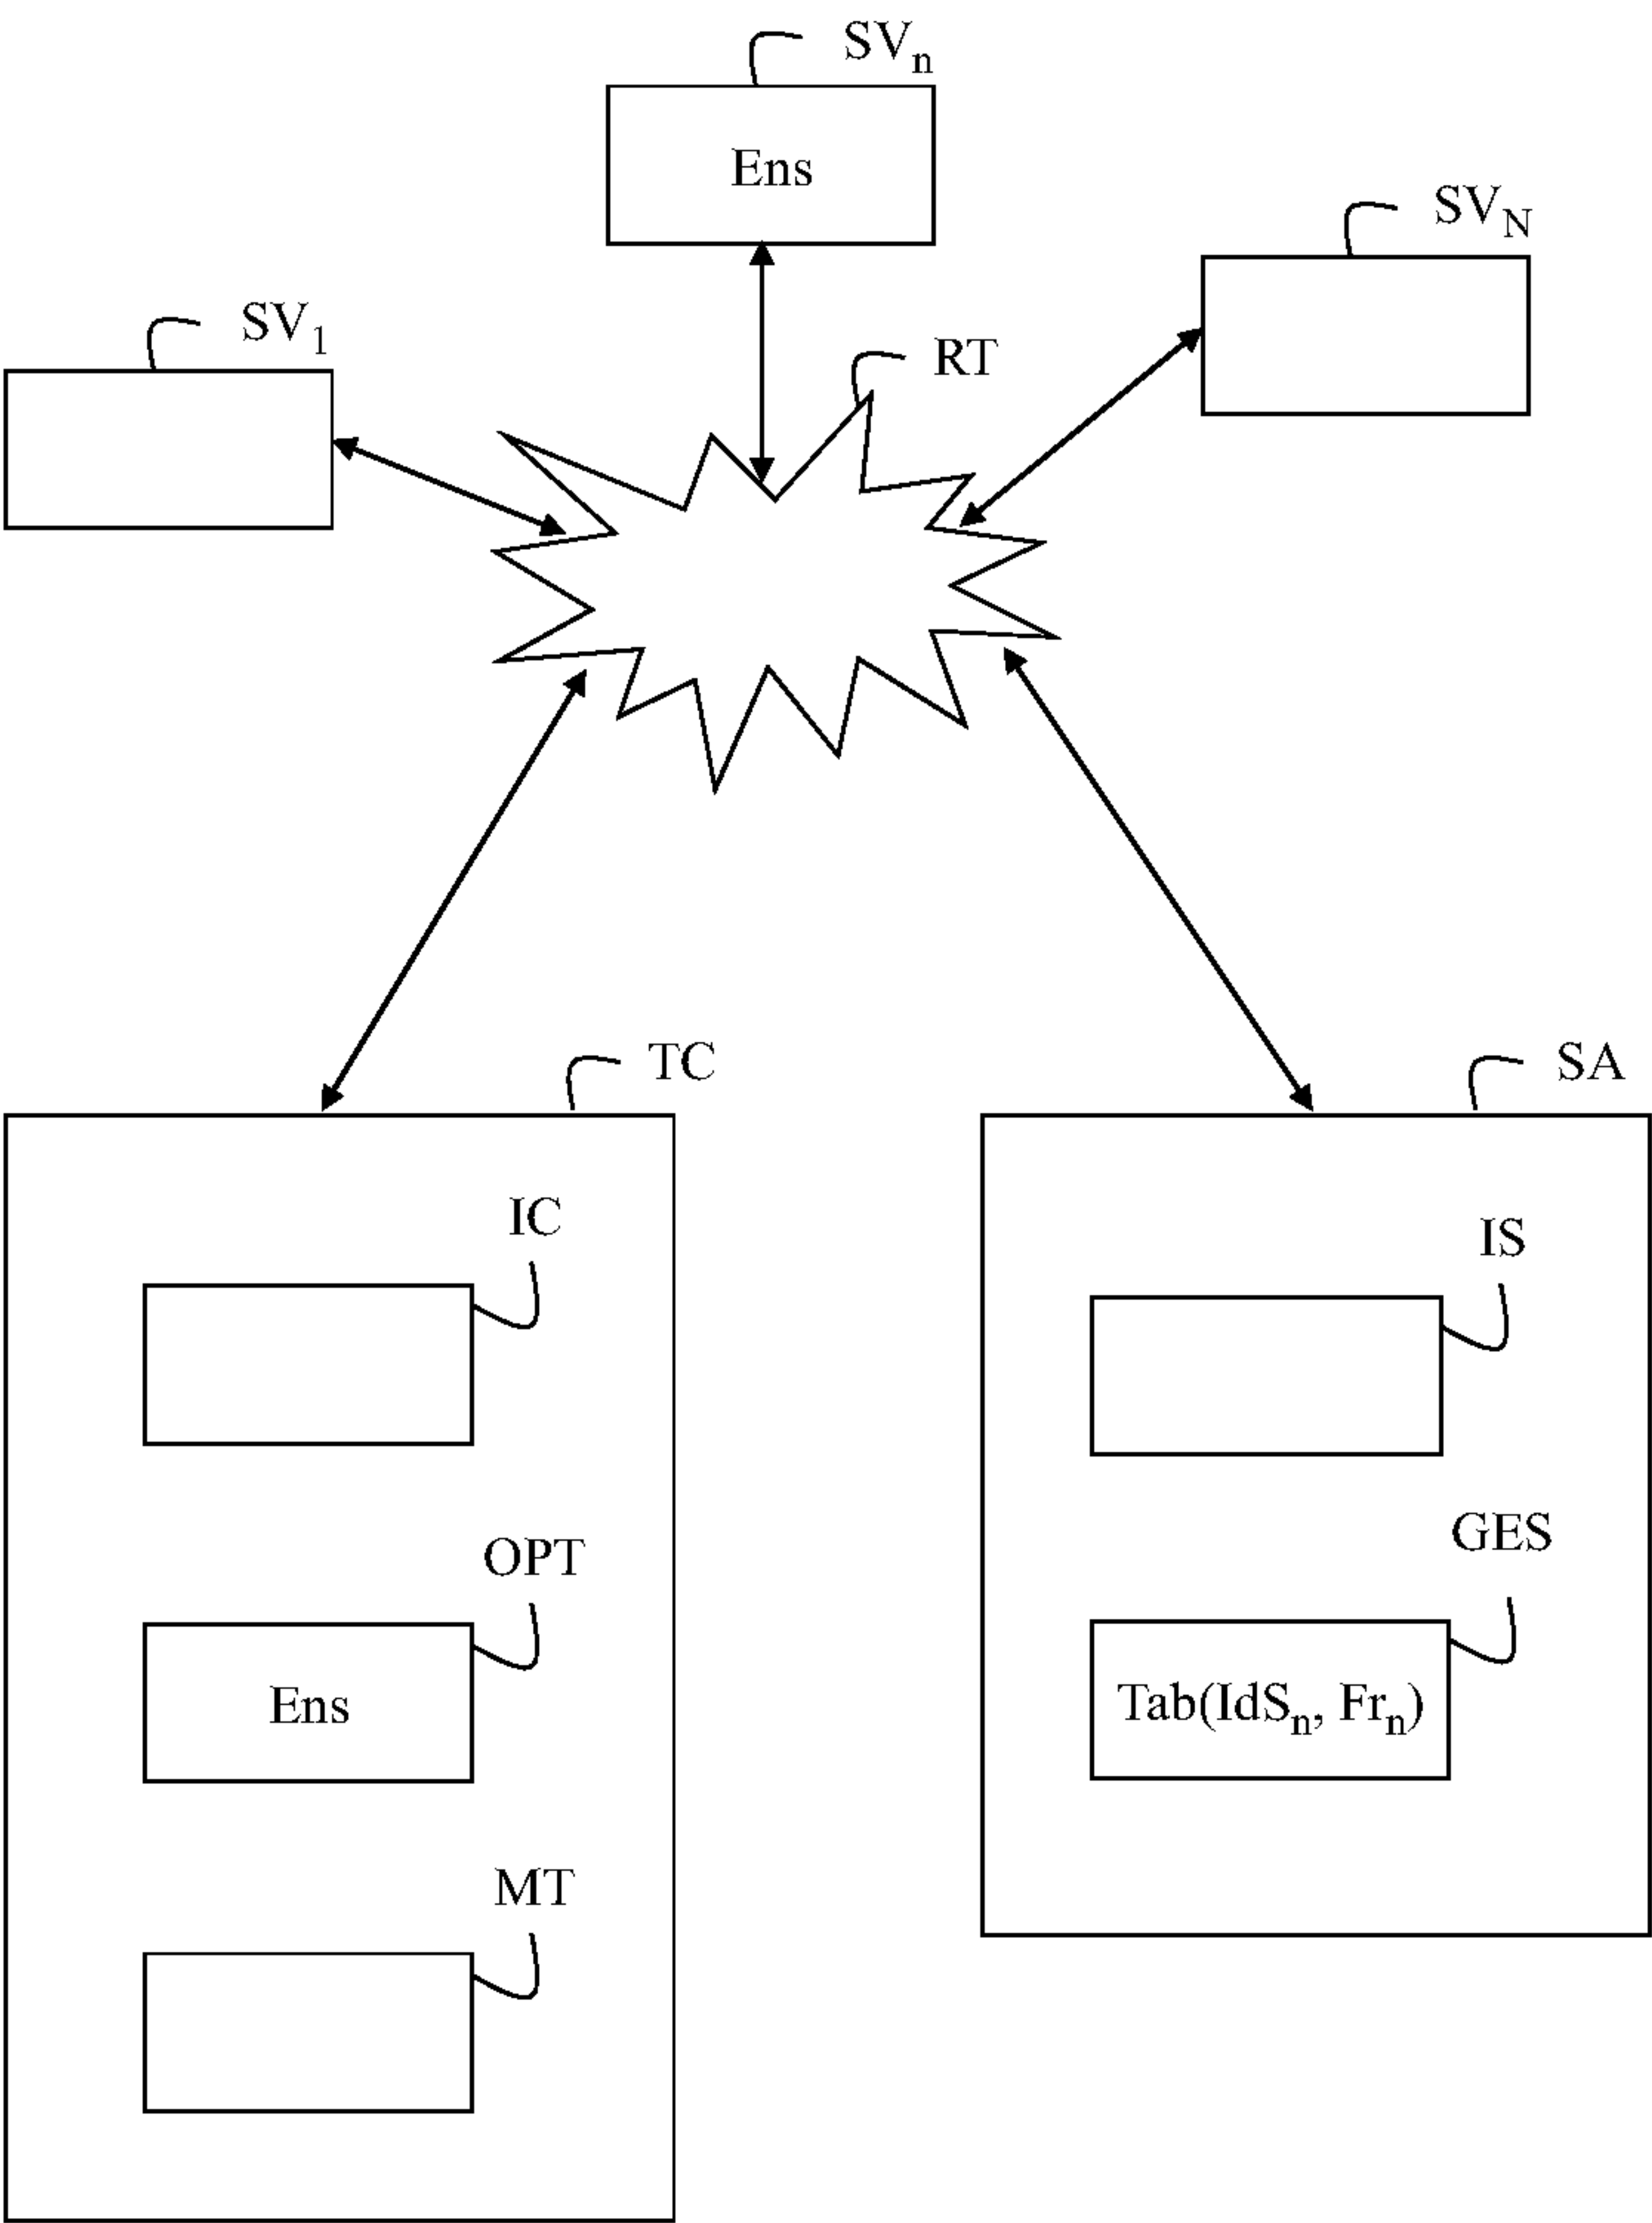 SVn
Ens
SVN
SV1
RT
TC
SA
IC
IS
OPT
GES
Ens
Tab(IdSn, Frn)
MT